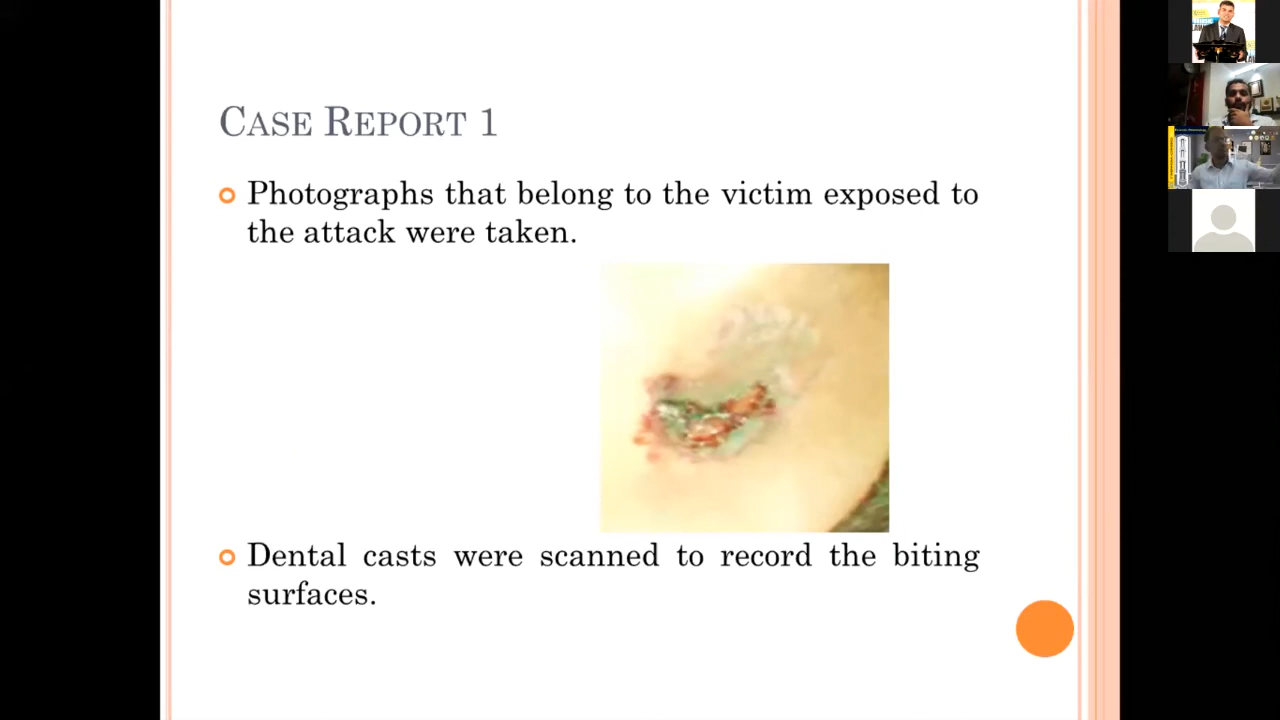 CASE REPORT 1
Photographs that belong to the victim exposed to
the attack were taken.
Dental casts were scanned to record the biting
surfaces.